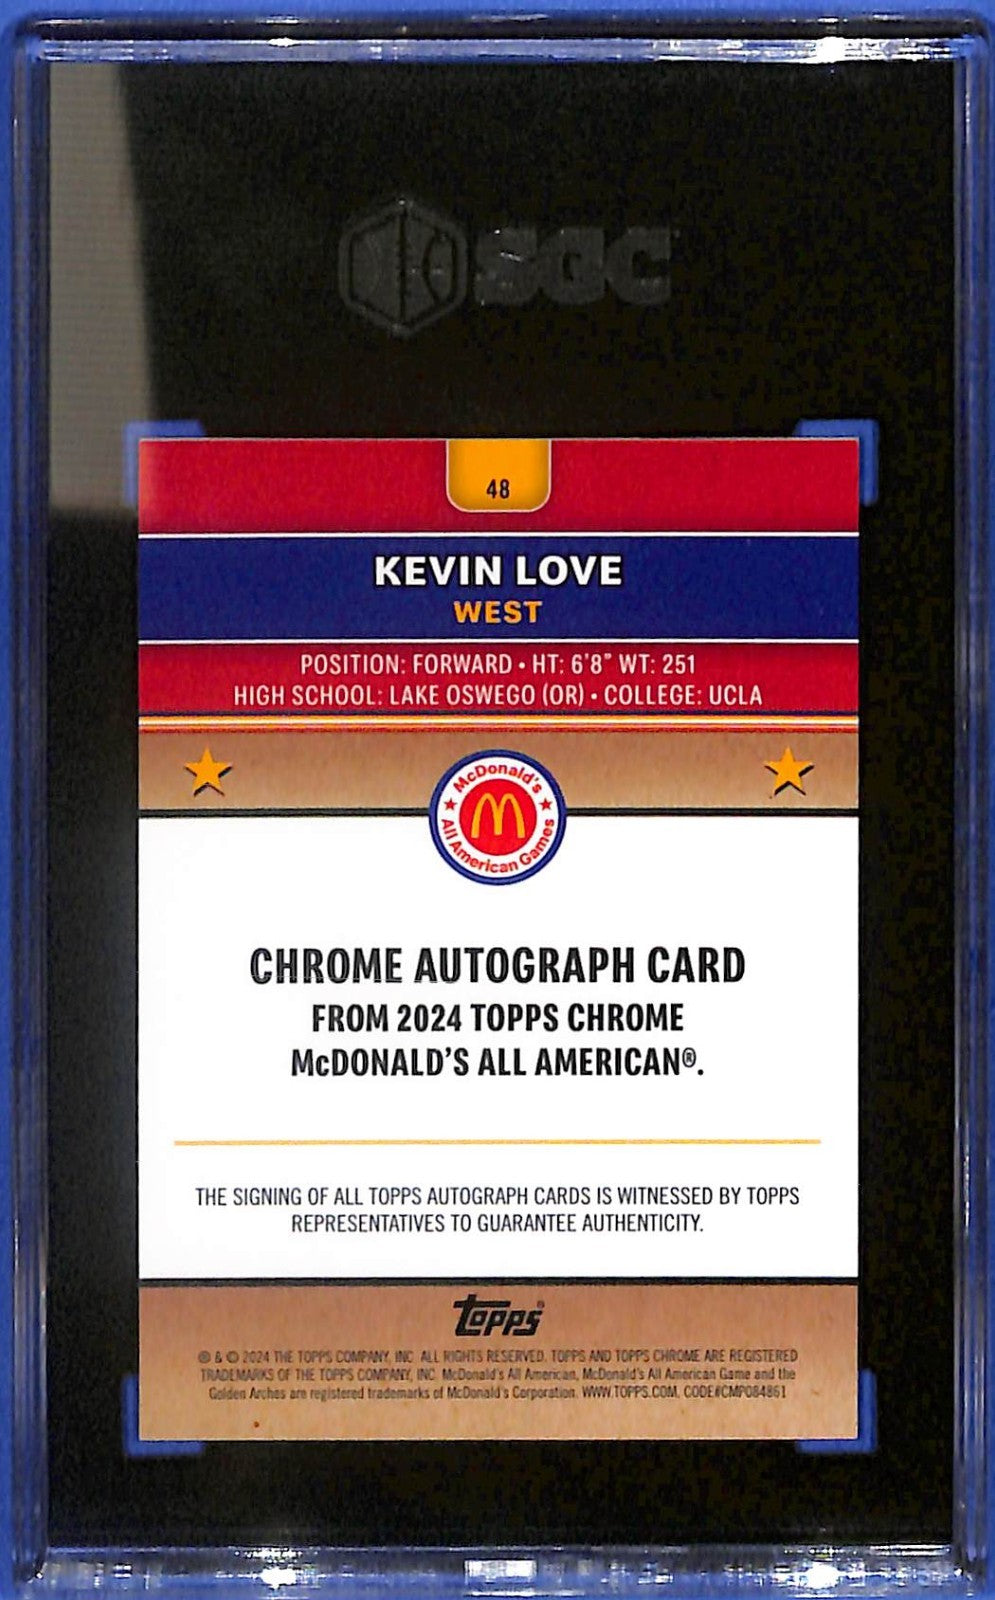 SGC
48
KEVIN LOVE
WEST
POSITION: FORWARD • HT: 6'8" WT: 251
HIGH SCHOOL: LAKE OSWEGO (OR) • COLLEGE: UCLA
McDonald's
All American Games
CHROME AUTOGRAPH CARD
FROM 2024 TOPPS CHROME
McDONALD'S ALL AMERICAN®.
THE SIGNING OF ALL TOPPS AUTOGRAPH CARDS IS WITNESSED BY TOPPS
REPRESENTATIVES TO GUARANTEE AUTHENTICITY.
topps®
® & © 2024 THE TOPPS COMPANY, INC. ALL RIGHTS RESERVED. TOPPS AND TOPPS CHROME ARE REGISTERED
TRADEMARKS OF THE TOPPS COMPANY, INC. McDonald's All American, McDonald's All American Game and the
Golden Arches are registered trademarks of McDonald's Corporation. WWW.TOPPS.COM, CODE#CMP084861